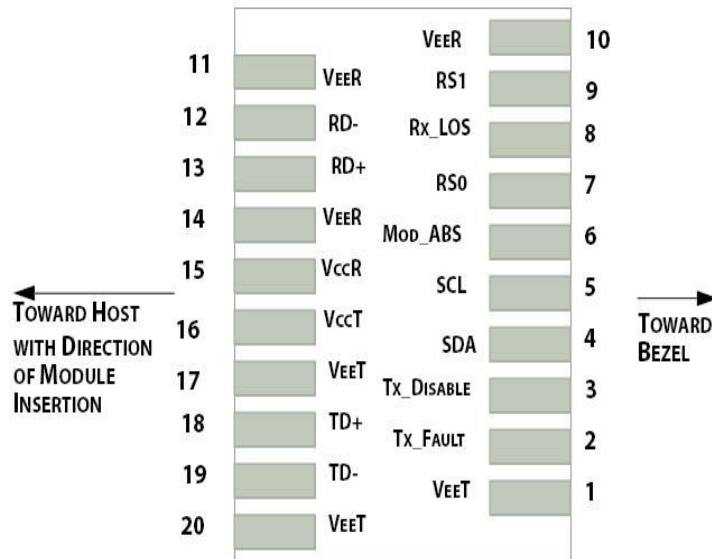 11 VEER
12 RD-
13 RD+
14 VEER
15 VCCR
16 VCCT
17 VEET
18 TD+
19 TD-
20 VEET
VEER 10
RS1 9
RX_LOS 8
RS0 7
MOD_ABS 6
SCL 5
SDA 4
TX_DISABLE 3
TX_FAULT 2
VEET 1
TOWARD HOST
WITH DIRECTION
OF MODULE
INSERTION
TOWARD
BEZEL